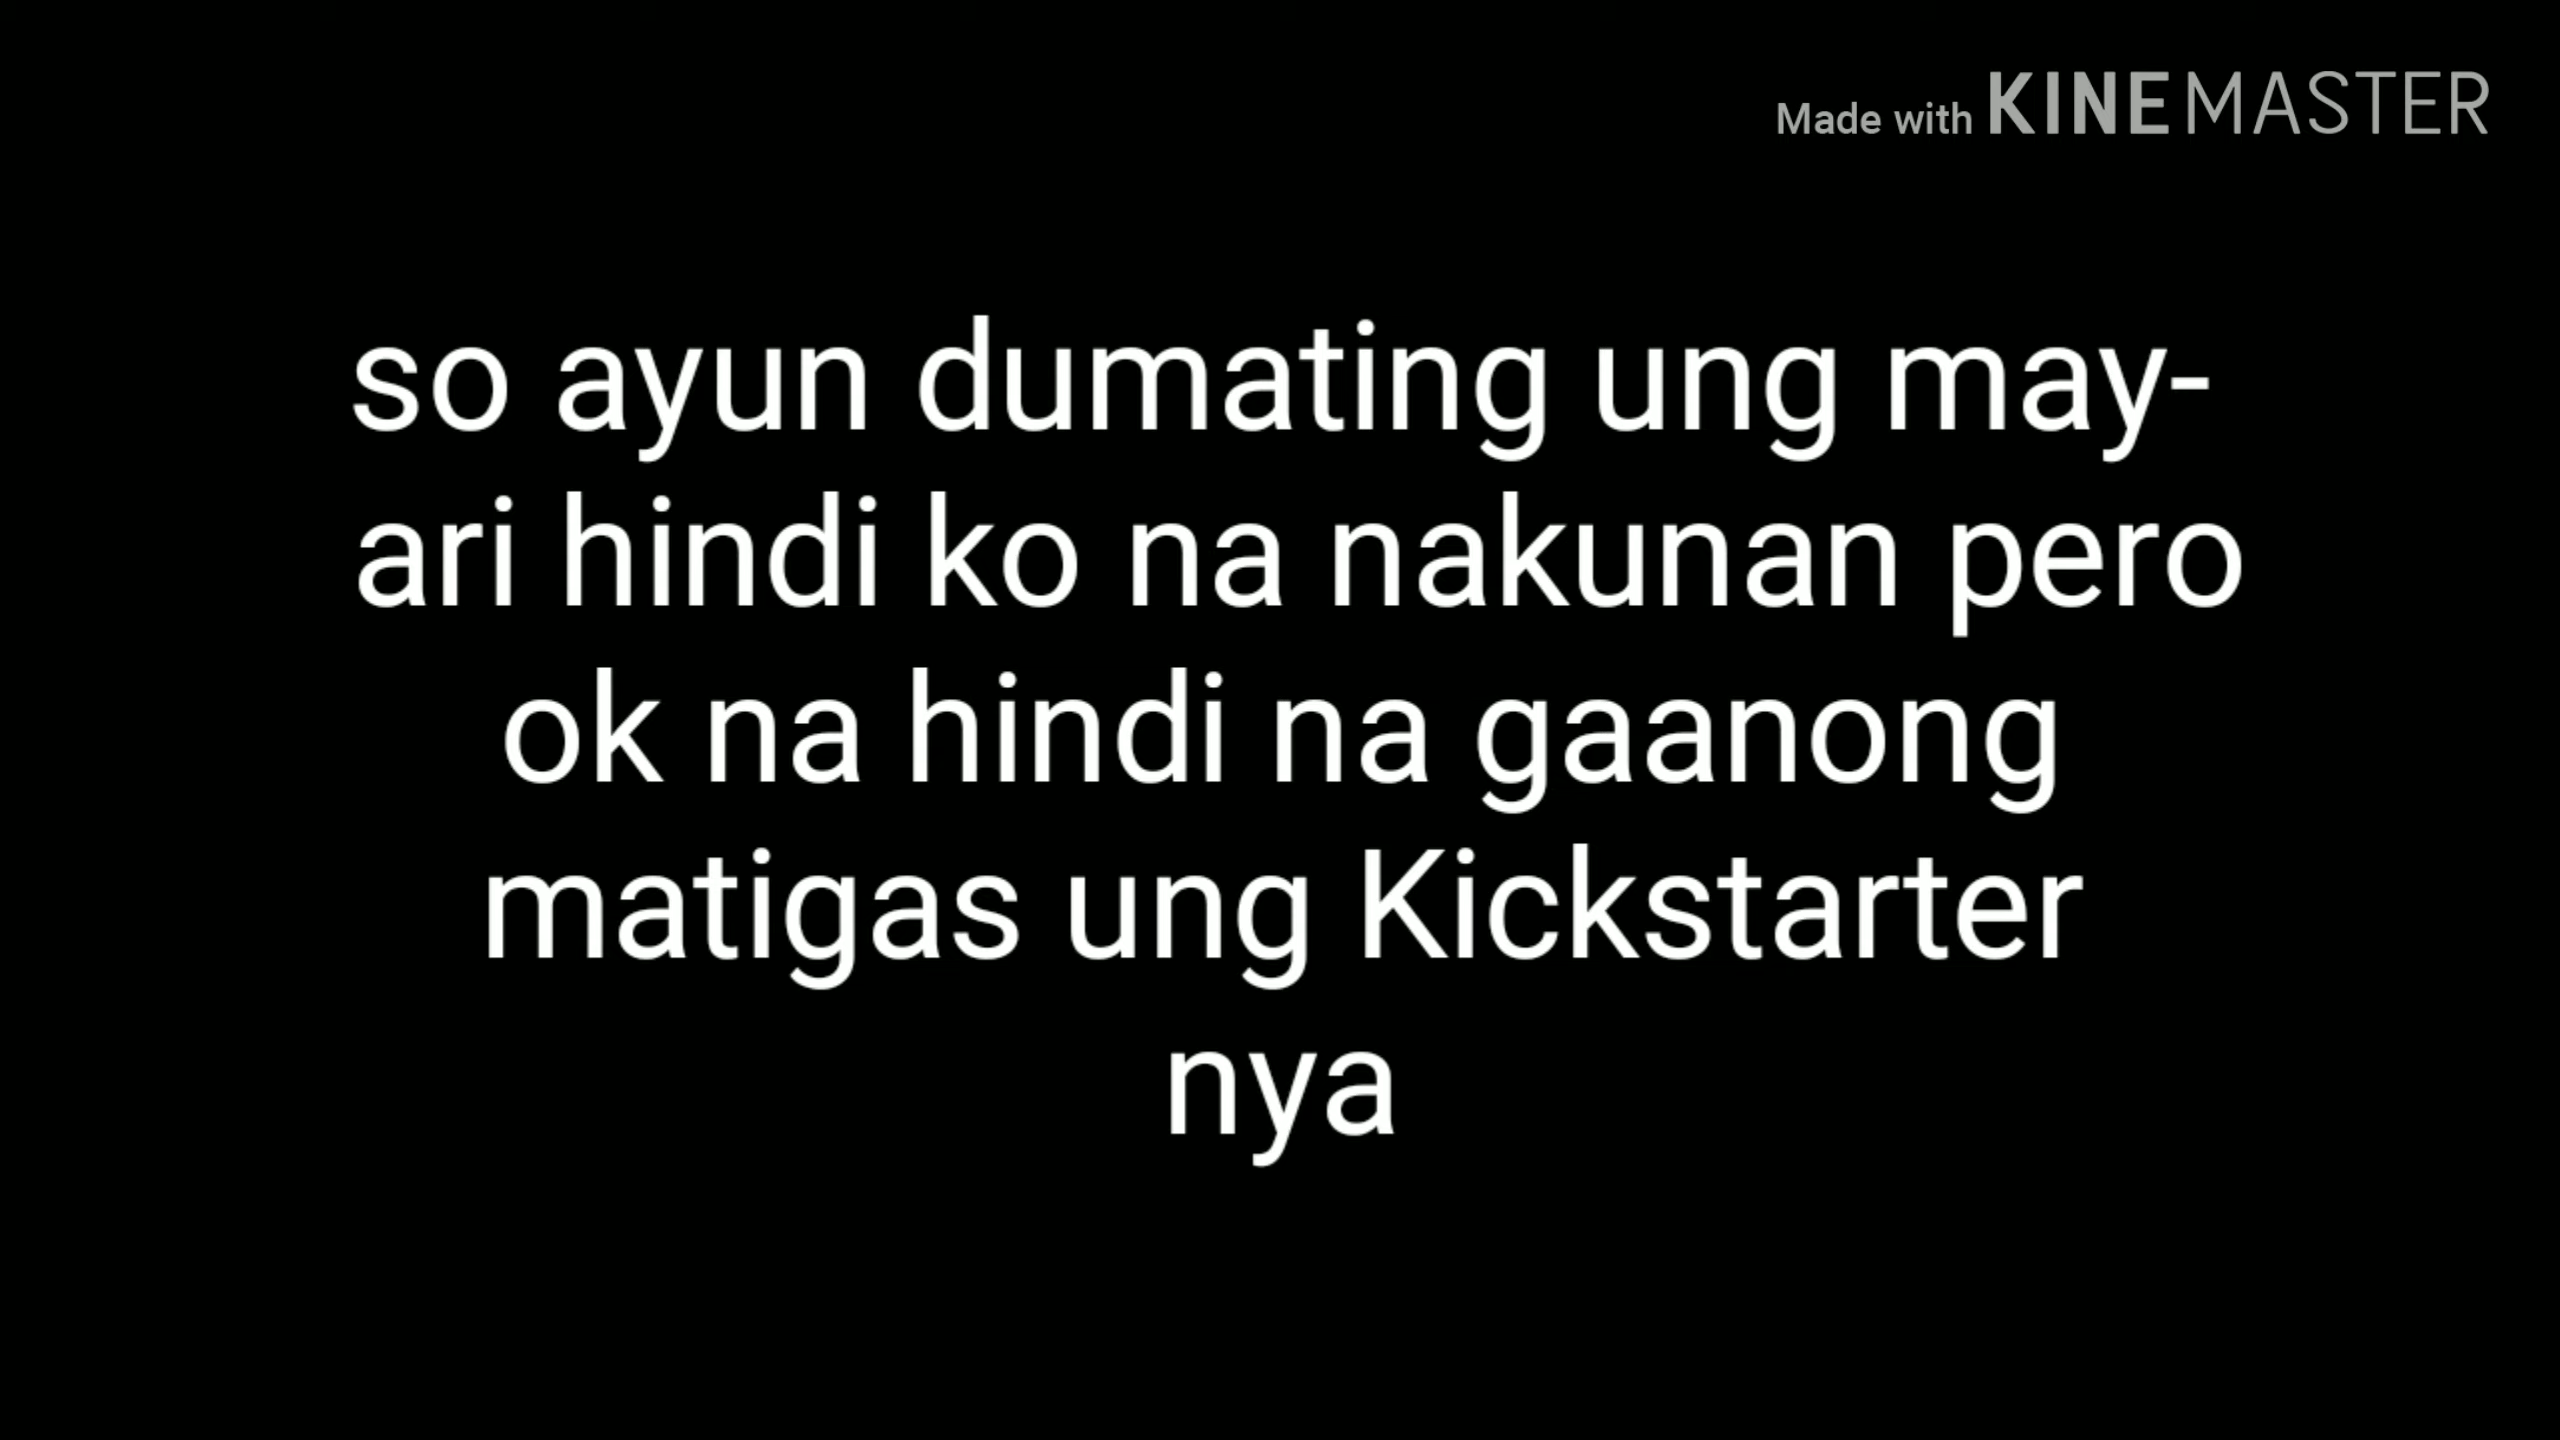 Made with KINEMASTER
so ayun dumating ung may-
ari hindi ko na nakunan pero
ok na hindi na gaanong
matigas ung Kickstarter
nya